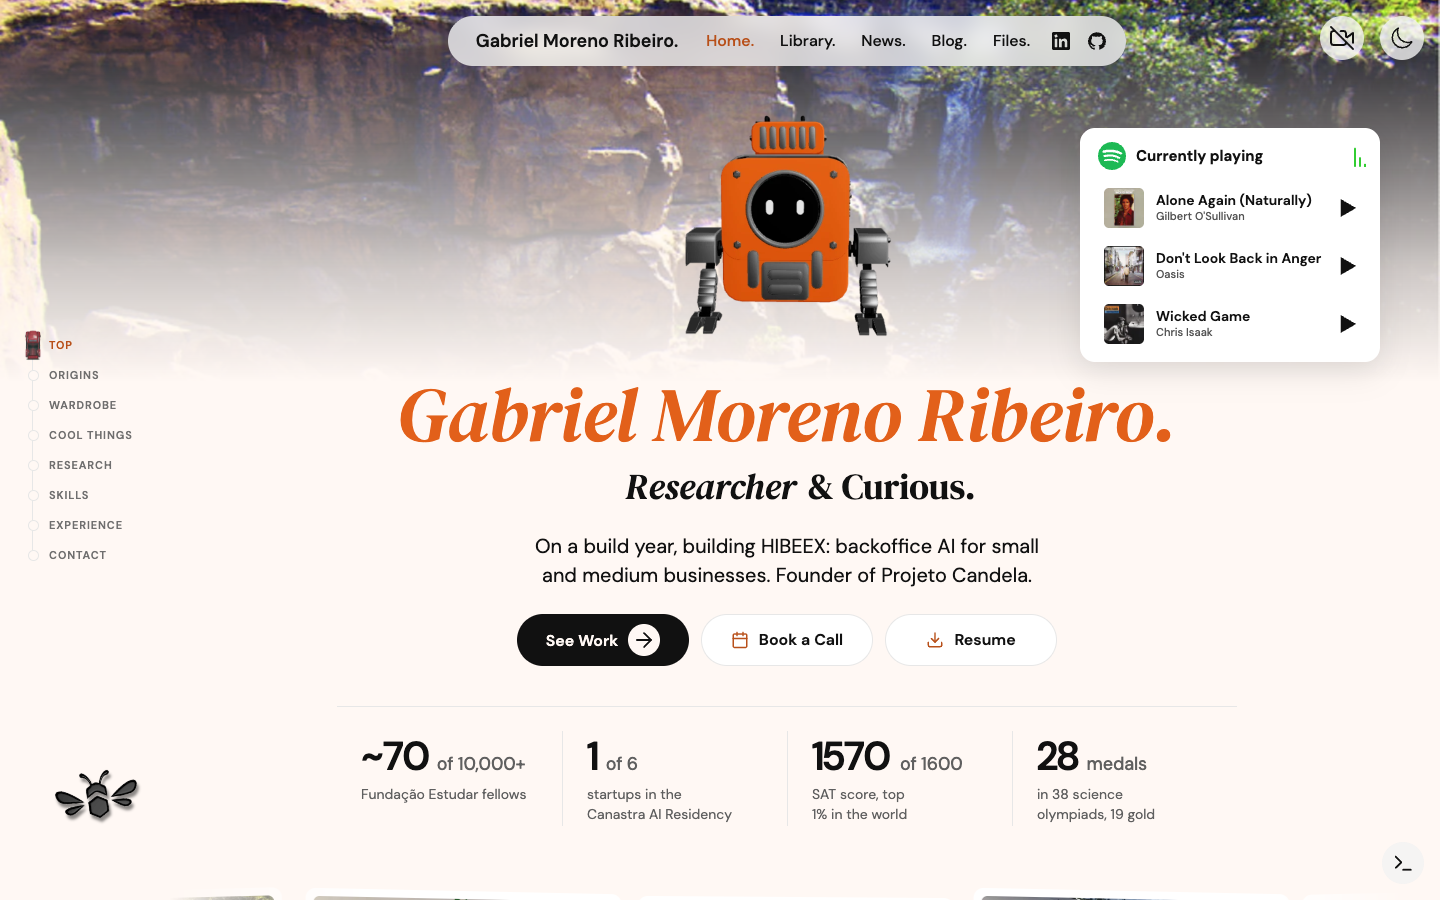 Gabriel Moreno Ribeiro. Home. Library. News. Blog. Files.
Currently playing
Alone Again (Naturally)
Gilbert O'Sullivan
Don't Look Back in Anger
Oasis
Wicked Game
Chris Isaak
TOP
ORIGINS
WARDROBE
COOL THINGS
RESEARCH
SKILLS
EXPERIENCE
CONTACT
Gabriel Moreno Ribeiro.
Researcher & Curious.
On a build year, building HIBEEX: backoffice AI for small
and medium businesses. Founder of Projeto Candela.
See Work
Book a Call
Resume
~70 of 10,000+
Fundação Estudar fellows
1 of 6
startups in the
Canastra AI Residency
1570 of 1600
SAT score, top
1% in the world
28 medals
in 38 science
olympiads, 19 gold